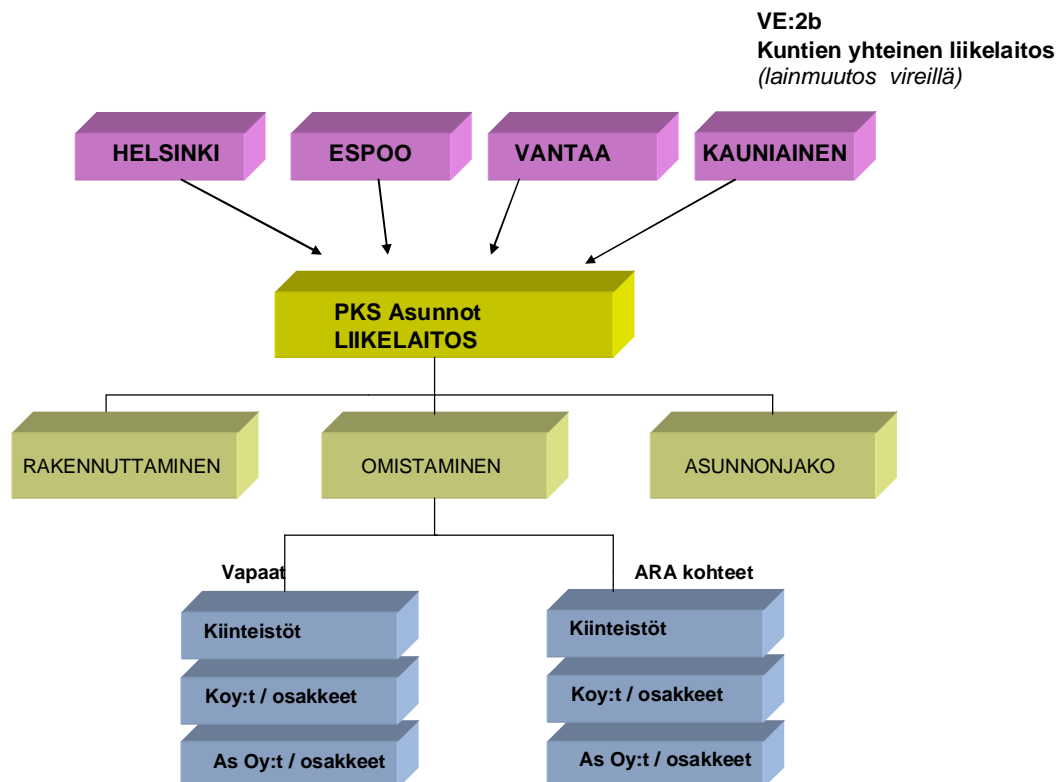 VE:2b
Kuntien yhteinen liikelaitos
(lainmuutos vireillä)
HELSINKI
ESPOO
VANTAA
KAUNIAINEN
PKS Asunnot
LIIKELAITOS
RAKENNUTTAMINEN
OMISTAMINEN
ASUNNONJAKO
Vapaat
ARA kohteet
Kiinteistöt
Kiinteistöt
Koy:t / osakkeet
Koy:t / osakkeet
As Oy:t / osakkeet
As Oy:t / osakkeet